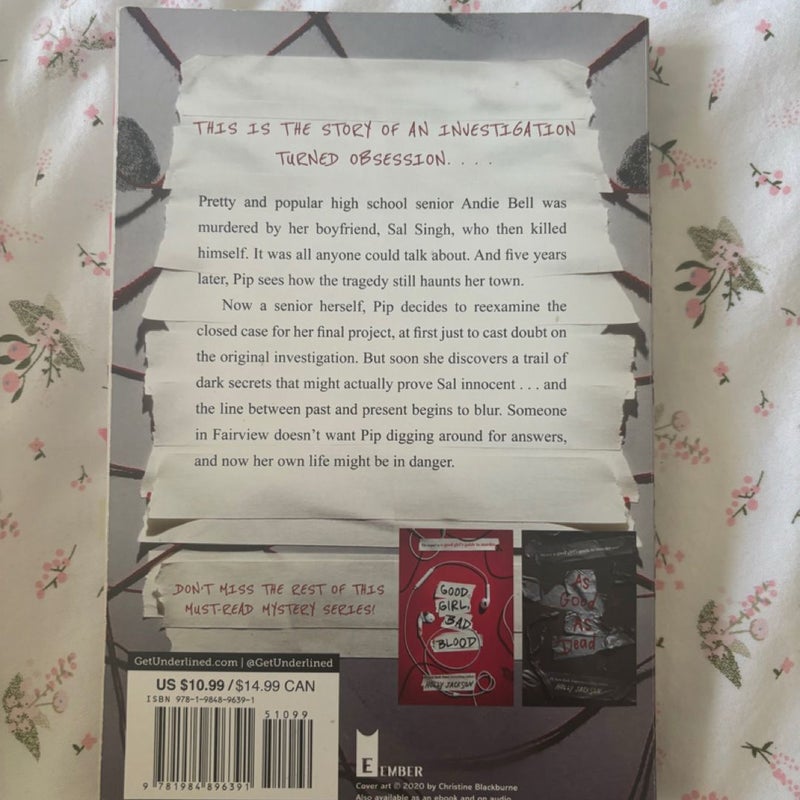 THIS IS THE STORY OF AN INVESTIGATION
TURNED OBSESSION. . . .
Pretty and popular high school senior Andie Bell was
murdered by her boyfriend, Sal Singh, who then killed
himself. It was all anyone could talk about. And five years
later, Pip sees how the tragedy still haunts her town.
Now a senior herself, Pip decides to reexamine the
closed case for her final project, at first just to cast doubt on
the original investigation. But soon she discovers a trail of
dark secrets that might actually prove Sal innocent . . . and
the line between past and present begins to blur. Someone
in Fairview doesn't want Pip digging around for answers,
and now her own life might be in danger.
DON'T MISS THE REST OF THIS
MUST-READ MYSTERY SERIES!
GOOD
GIRL,
BAD
BLOOD
HOLLY JACKSON
As
Good
As
Dead
HOLLY JACKSON
GetUnderlined.com | @GetUnderlined
US $10.99 / $14.99 CAN
ISBN 978-1-9848-9639-1
51099
9 781984 896391
E EMBER
Cover art © 2020 by Christine Blackburne
Also available as an ebook and on audio